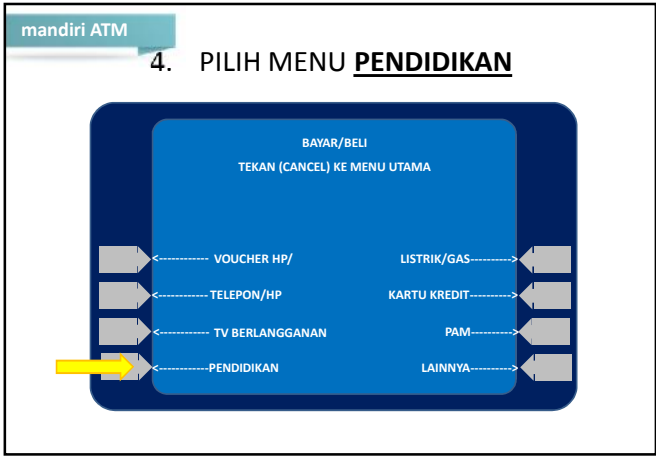 mandiri ATM
4. PILIH MENU PENDIDIKAN
BAYAR/BELI
TEKAN (CANCEL) KE MENU UTAMA
<------------ VOUCHER HP/ LISTRIK/GAS---------->
<------------ TELEPON/HP KARTU KREDIT---------->
<------------ TV BERLANGGANAN PAM---------->
<------------PENDIDIKAN LAINNYA---------->